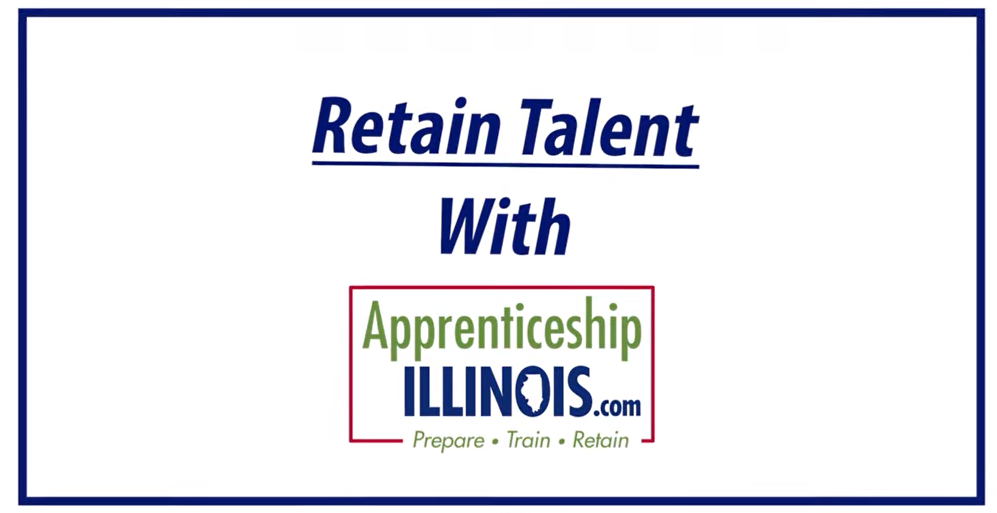 Retain Talent
With
Apprenticeship
ILLINOIS.com
Prepare • Train • Retain